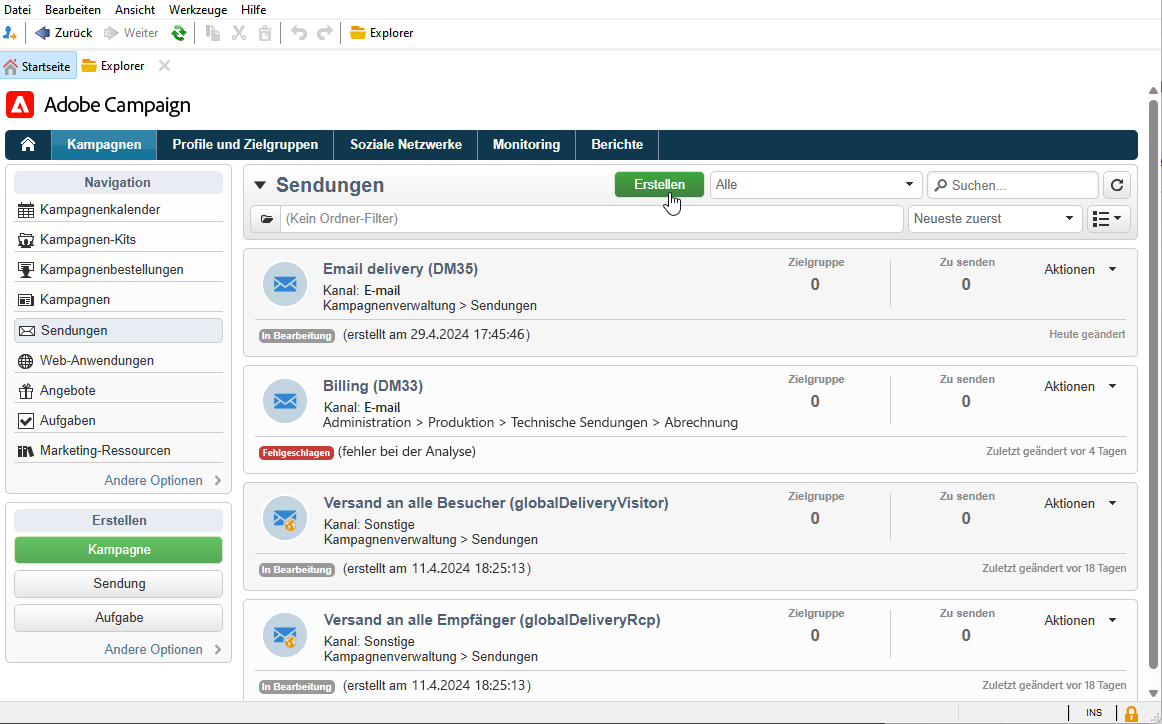 Datei Bearbeiten Ansicht Werkzeuge Hilfe
Zurück Weiter Explorer
Startseite Explorer
Adobe Campaign
Kampagnen Profile und Zielgruppen Soziale Netzwerke Monitoring Berichte
Navigation
Kampagnenkalender
Kampagnen-Kits
Kampagnenbestellungen
Kampagnen
Sendungen
Web-Anwendungen
Angebote
Aufgaben
Marketing-Ressourcen
Andere Optionen
Erstellen
Kampagne
Sendung
Aufgabe
Andere Optionen
Sendungen Erstellen Alle Suchen...
(Kein Ordner-Filter) Neueste zuerst
Email delivery (DM35) Zielgruppe Zu senden Aktionen
Kanal: E-mail 0 0
Kampagnenverwaltung > Sendungen
In Bearbeitung (erstellt am 29.4.2024 17:45:46) Heute geändert
Billing (DM33) Zielgruppe Zu senden Aktionen
Kanal: E-mail 0 0
Administration > Produktion > Technische Sendungen > Abrechnung
Fehlgeschlagen (fehler bei der Analyse) Zuletzt geändert vor 4 Tagen
Versand an alle Besucher (globalDeliveryVisitor) Zielgruppe Zu senden Aktionen
Kanal: Sonstige 0 0
Kampagnenverwaltung > Sendungen
In Bearbeitung (erstellt am 11.4.2024 18:25:13) Zuletzt geändert vor 18 Tagen
Versand an alle Empfänger (globalDeliveryRcp) Zielgruppe Zu senden Aktionen
Kanal: Sonstige 0 0
Kampagnenverwaltung > Sendungen
In Bearbeitung (erstellt am 11.4.2024 18:25:13) Zuletzt geändert vor 18 Tagen
INS